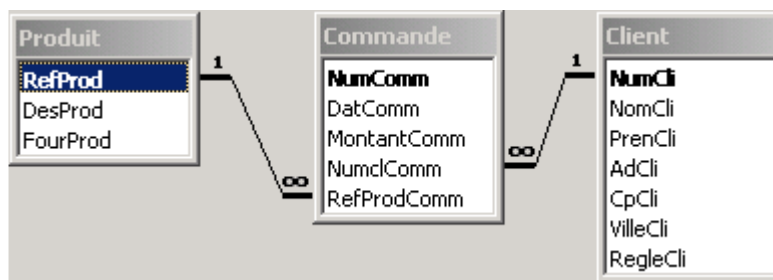 Produit
RefProd
DesProd
FourProd
1
∞
Commande
NumComm
DatComm
MontantComm
NumclComm
RefProdComm
∞
1
Client
NumCli
NomCli
PrenCli
AdCli
CpCli
VilleCli
RegleCli